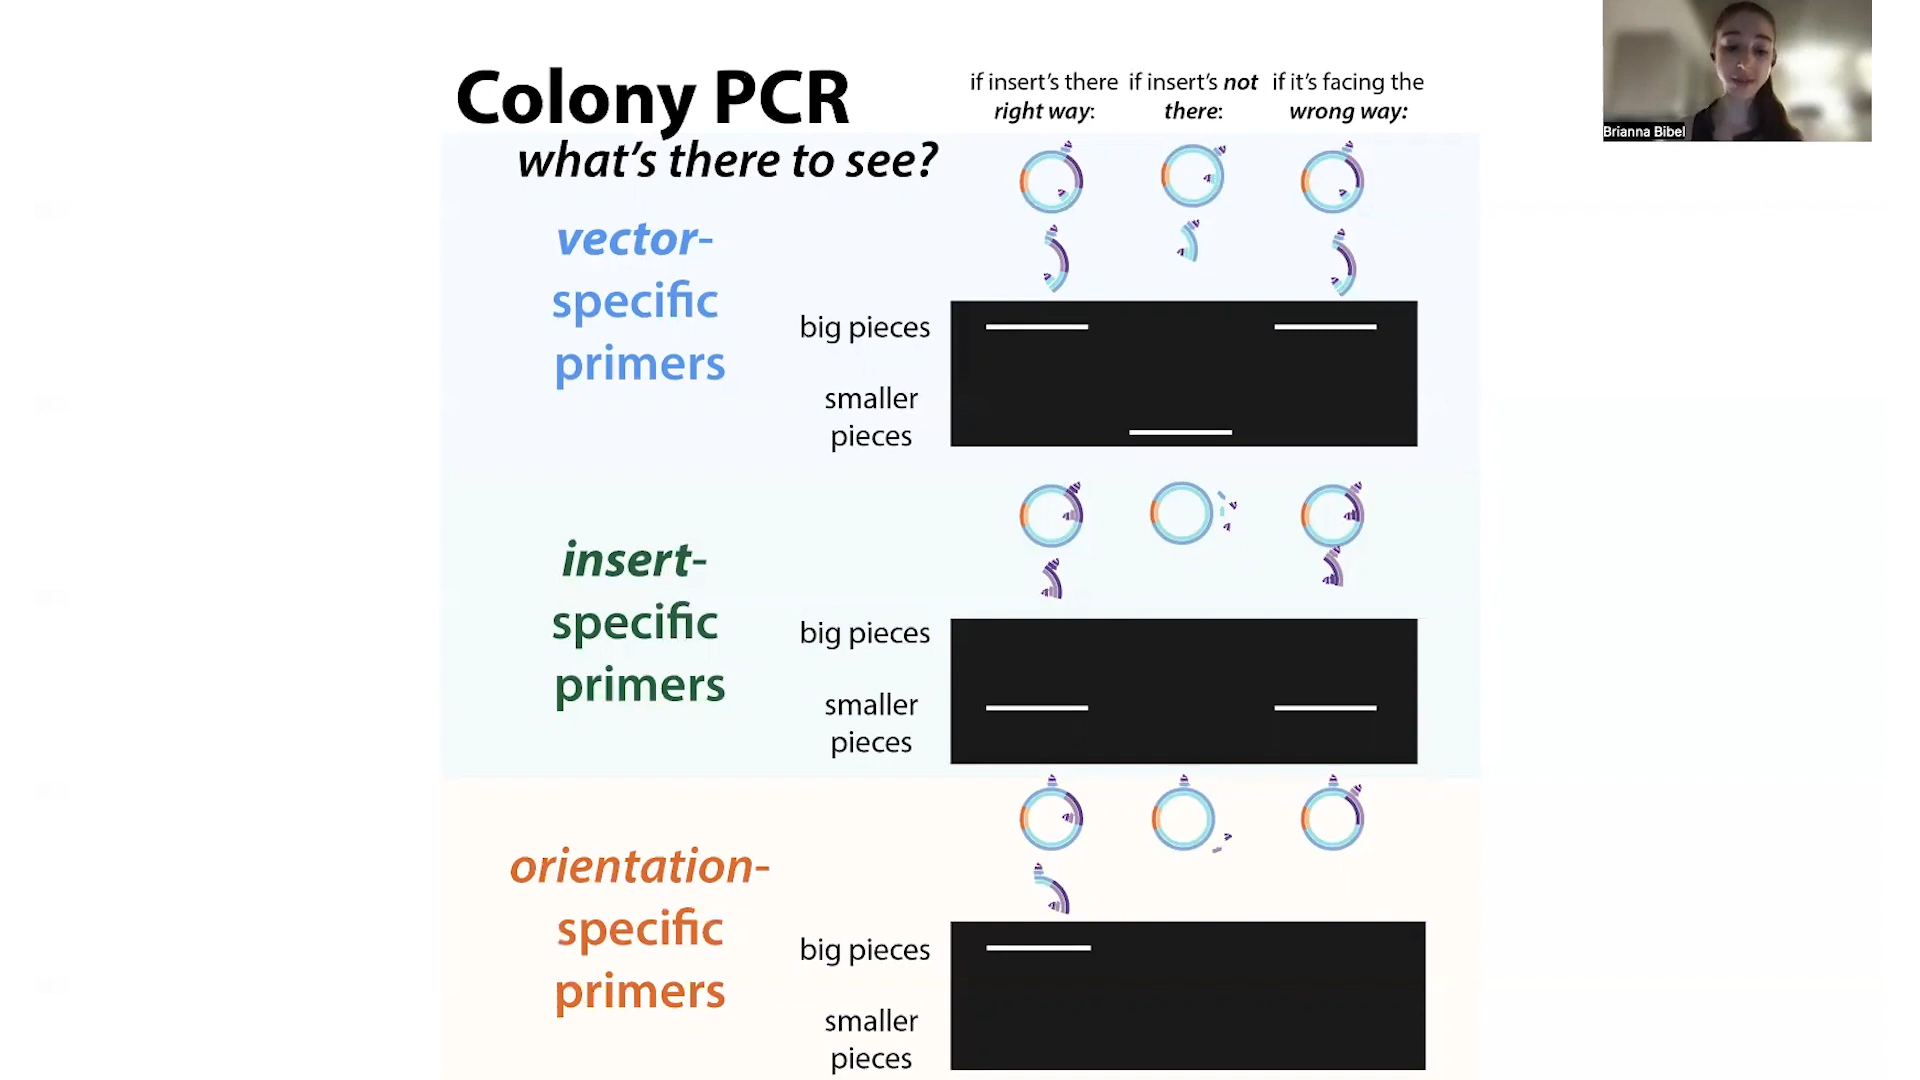 Colony PCR
what's there to see?
if insert's there
right way:
if insert's not
there:
if it's facing the
wrong way:
Brianna Bibel
vector-
specific
primers
big pieces
smaller
pieces
insert-
specific
primers
big pieces
smaller
pieces
orientation-
specific
primers
big pieces
smaller
pieces